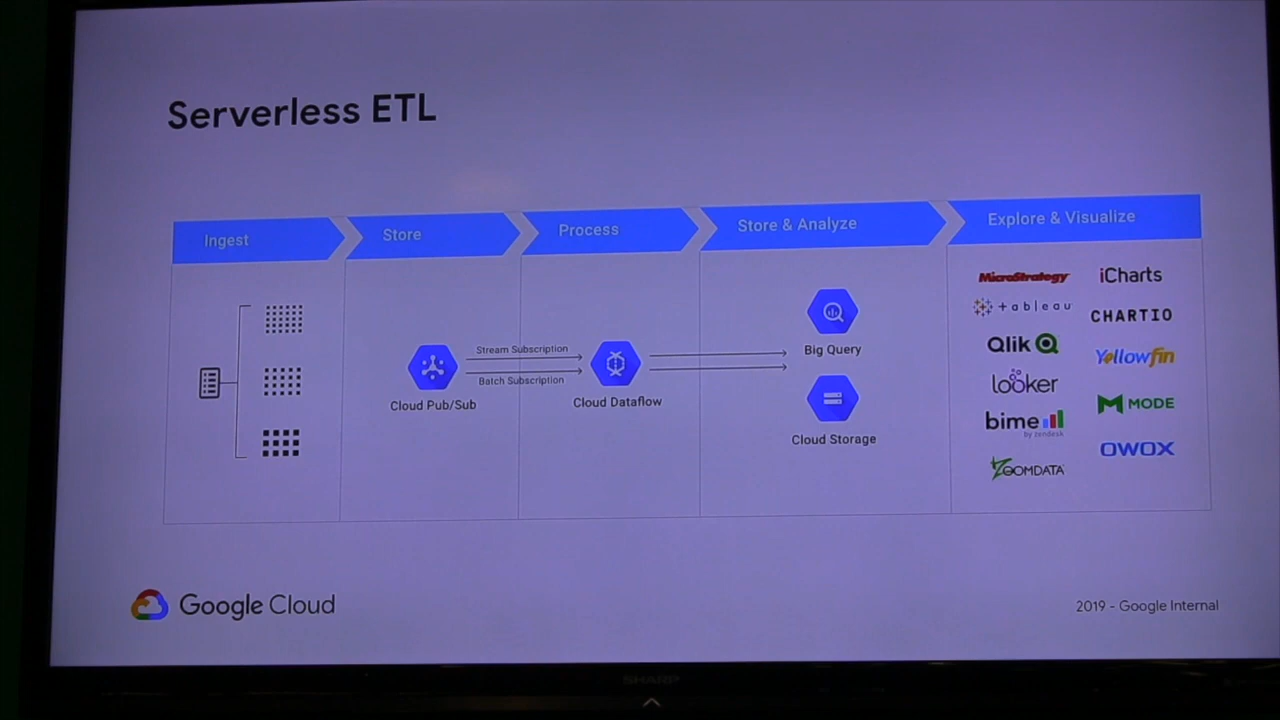 Serverless ETL
Ingest
Store
Process
Store & Analyze
Explore & Visualize
Stream Subscription
Batch Subscription
Cloud Pub/Sub
Cloud Dataflow
Big Query
Cloud Storage
MicroStrategy
iCharts
+ableau
CHARTIO
Qlik
Yellowfin
looker
MODE
bime
by zendesk
OWOX
ZOOMDATA
Google Cloud
2019 - Google Internal
SHARP